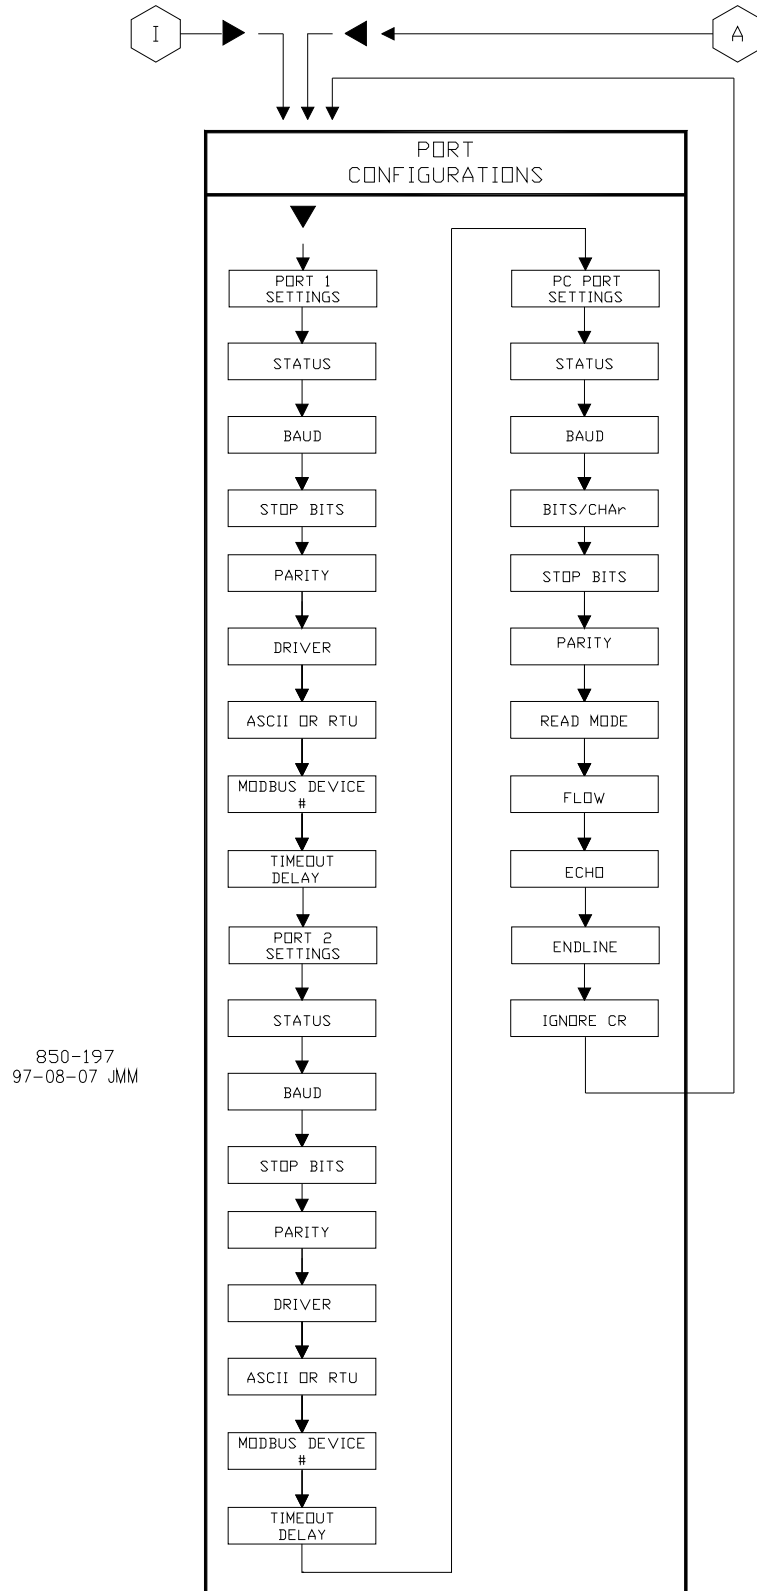 I
A
PORT
CONFIGURATIONS
PORT 1
SETTINGS
STATUS
BAUD
STOP BITS
PARITY
DRIVER
ASCII OR RTU
MODBUS DEVICE
#
TIMEOUT
DELAY
PORT 2
SETTINGS
STATUS
BAUD
STOP BITS
PARITY
DRIVER
ASCII OR RTU
MODBUS DEVICE
#
TIMEOUT
DELAY
PC PORT
SETTINGS
STATUS
BAUD
BITS/CHAr
STOP BITS
PARITY
READ MODE
FLOW
ECHO
ENDLINE
IGNORE CR
850-197
97-08-07 JMM